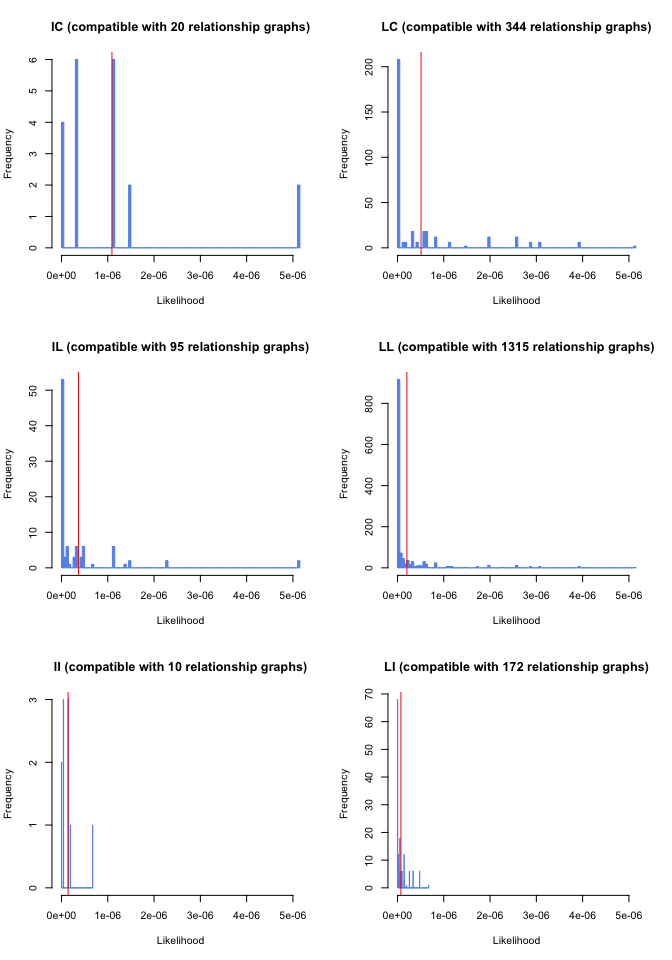 IC (compatible with 20 relationship graphs)
Frequency
0 1 2 3 4 5 6
0e+00 1e-06 2e-06 3e-06 4e-06 5e-06
Likelihood
LC (compatible with 344 relationship graphs)
Frequency
0 50 100 150 200
0e+00 1e-06 2e-06 3e-06 4e-06 5e-06
Likelihood
IL (compatible with 95 relationship graphs)
Frequency
0 10 20 30 40 50
0e+00 1e-06 2e-06 3e-06 4e-06 5e-06
Likelihood
LL (compatible with 1315 relationship graphs)
Frequency
0 200 400 600 800
0e+00 1e-06 2e-06 3e-06 4e-06 5e-06
Likelihood
II (compatible with 10 relationship graphs)
Frequency
0 1 2 3
0e+00 1e-06 2e-06 3e-06 4e-06 5e-06
Likelihood
LI (compatible with 172 relationship graphs)
Frequency
0 10 20 30 40 50 60 70
0e+00 1e-06 2e-06 3e-06 4e-06 5e-06
Likelihood